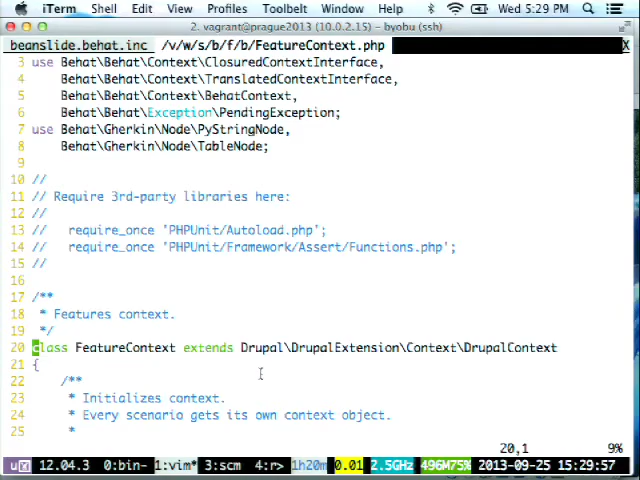 iTerm Shell Edit View Profiles Toolbelt Window Help Wed 5:29 PM
2. vagrant@prague2013 (10.0.2.15) – byobu (ssh)
beanslide.behat.inc /v/w/s/b/f/b/FeatureContext.php X
3 use Behat\Behat\Context\ClosuredContextInterface,
4 Behat\Behat\Context\TranslatedContextInterface,
5 Behat\Behat\Context\BehatContext,
6 Behat\Behat\Exception\PendingException;
7 use Behat\Gherkin\Node\PyStringNode,
8 Behat\Gherkin\Node\TableNode;
9
10 //
11 // Require 3rd-party libraries here:
12 //
13 // require_once 'PHPUnit/Autoload.php';
14 // require_once 'PHPUnit/Framework/Assert/Functions.php';
15 //
16
17 /**
18 * Features context.
19 */
20 class FeatureContext extends Drupal\DrupalExtension\Context\DrupalContext
21 {
22 /**
23 * Initializes context.
24 * Every scenario gets its own context object.
25 *
20,1 9%
12.04.3 0:bin- 1:vim* 3:scm 4:r> 1h20m 0.01 2.5GHz 496M75% 2013-09-25 15:29:57